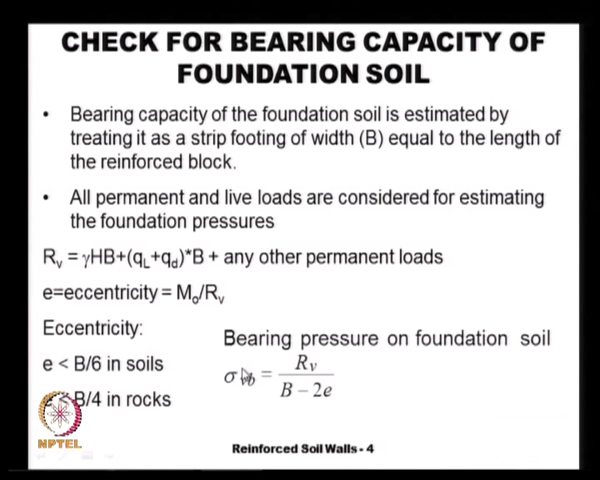 CHECK FOR BEARING CAPACITY OF
FOUNDATION SOIL
• Bearing capacity of the foundation soil is estimated by
treating it as a strip footing of width (B) equal to the length of
the reinforced block.
• All permanent and live loads are considered for estimating
the foundation pressures
Rv = γHB+(qL+qd)*B + any other permanent loads
e=eccentricity = Mo/Rv
Eccentricity:
e < B/6 in soils
e < B/4 in rocks
Bearing pressure on foundation soil
σ = Rv / (B – 2e)
NPTEL
Reinforced Soil Walls - 4